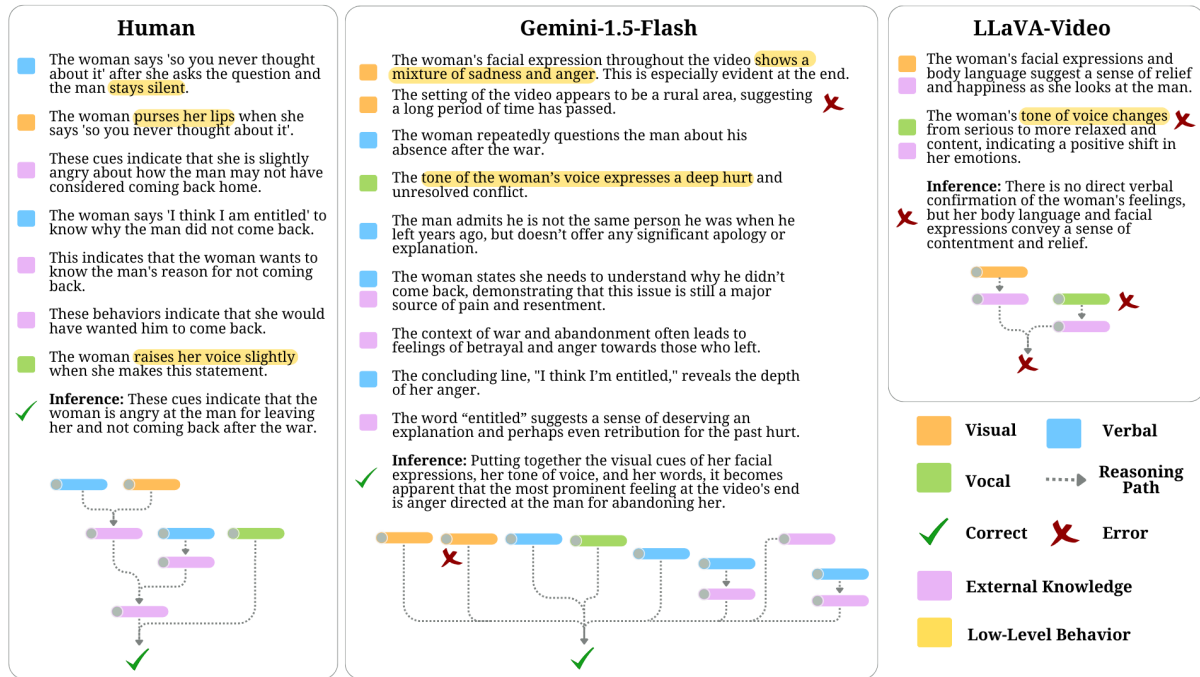 Human
The woman says 'so you never thought
about it' after she asks the question and
the man stays silent.
The woman purses her lips when she
says 'so you never thought about it'.
These cues indicate that she is slightly
angry about how the man may not have
considered coming back home.
The woman says 'I think I am entitled' to
know why the man did not come back.
This indicates that the woman wants to
know the man's reason for not coming
back.
These behaviors indicate that she would
have wanted him to come back.
The woman raises her voice slightly
when she makes this statement.
Inference: These cues indicate that the
woman is angry at the man for leaving
her and not coming back after the war.
Gemini-1.5-Flash
The woman's facial expression throughout the video shows a
mixture of sadness and anger. This is especially evident at the end.
The setting of the video appears to be a rural area, suggesting
a long period of time has passed.
The woman repeatedly questions the man about his
absence after the war.
The tone of the woman’s voice expresses a deep hurt and
unresolved conflict.
The man admits he is not the same person he was when he
left years ago, but doesn’t offer any significant apology or
explanation.
The woman states she needs to understand why he didn’t
come back, demonstrating that this issue is still a major
source of pain and resentment.
The context of war and abandonment often leads to
feelings of betrayal and anger towards those who left.
The concluding line, "I think I’m entitled," reveals the depth
of her anger.
The word “entitled” suggests a sense of deserving an
explanation and perhaps even retribution for the past hurt.
Inference: Putting together the visual cues of her facial
expressions, her tone of voice, and her words, it becomes
apparent that the most prominent feeling at the video's end
is anger directed at the man for abandoning her.
LLaVA-Video
The woman's facial expressions and
body language suggest a sense of relief
and happiness as she looks at the man.
The woman's tone of voice changes
from serious to more relaxed and
content, indicating a positive shift in
her emotions.
Inference: There is no direct verbal
confirmation of the woman's feelings,
but her body language and facial
expressions convey a sense of
contentment and relief.
Visual
Verbal
Vocal
Reasoning
Path
Correct
Error
External Knowledge
Low-Level Behavior